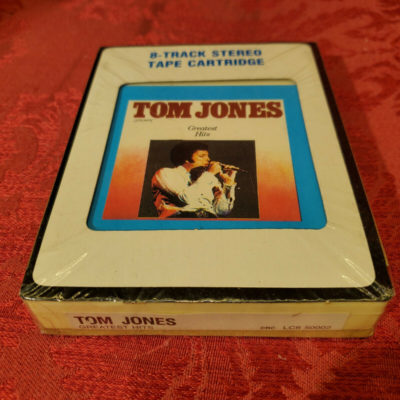 8-TRACK STEREO
TAPE CARTRIDGE
TOM JONES
Greatest
Hits
TOM JONES
GREATEST HITS
LCS 50002